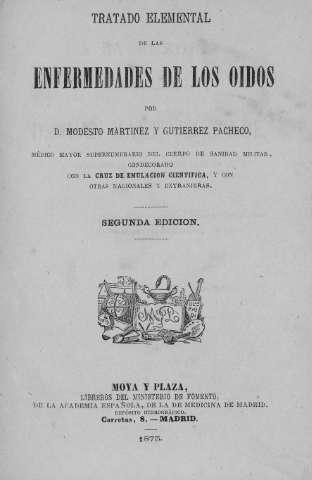 TRATADO ELEMENTAL
DE LAS
ENFERMEDADES DE LOS OIDOS
POR
D. MODESTO MARTINEZ Y GUTIERREZ PACHECO,
MÉDICO MAYOR SUPERNUMERARIO DEL CUERPO DE SANIDAD MILITAR,
CONDECORADO
CON LA CRUZ DE EMULACION CIENTIFICA, Y CON
OTRAS NACIONALES Y EXTRANJERAS.
SEGUNDA EDICION.
MOYA Y PLAZA,
LIBREROS DEL MINISTERIO DE FOMENTO,
DE LA ACADEMIA ESPAÑOLA, DE LA DE MEDICINA DE MADRID.
DEPÓSITO HIDROGRÁFICO.
Carretas, 8. — MADRID.
1875.